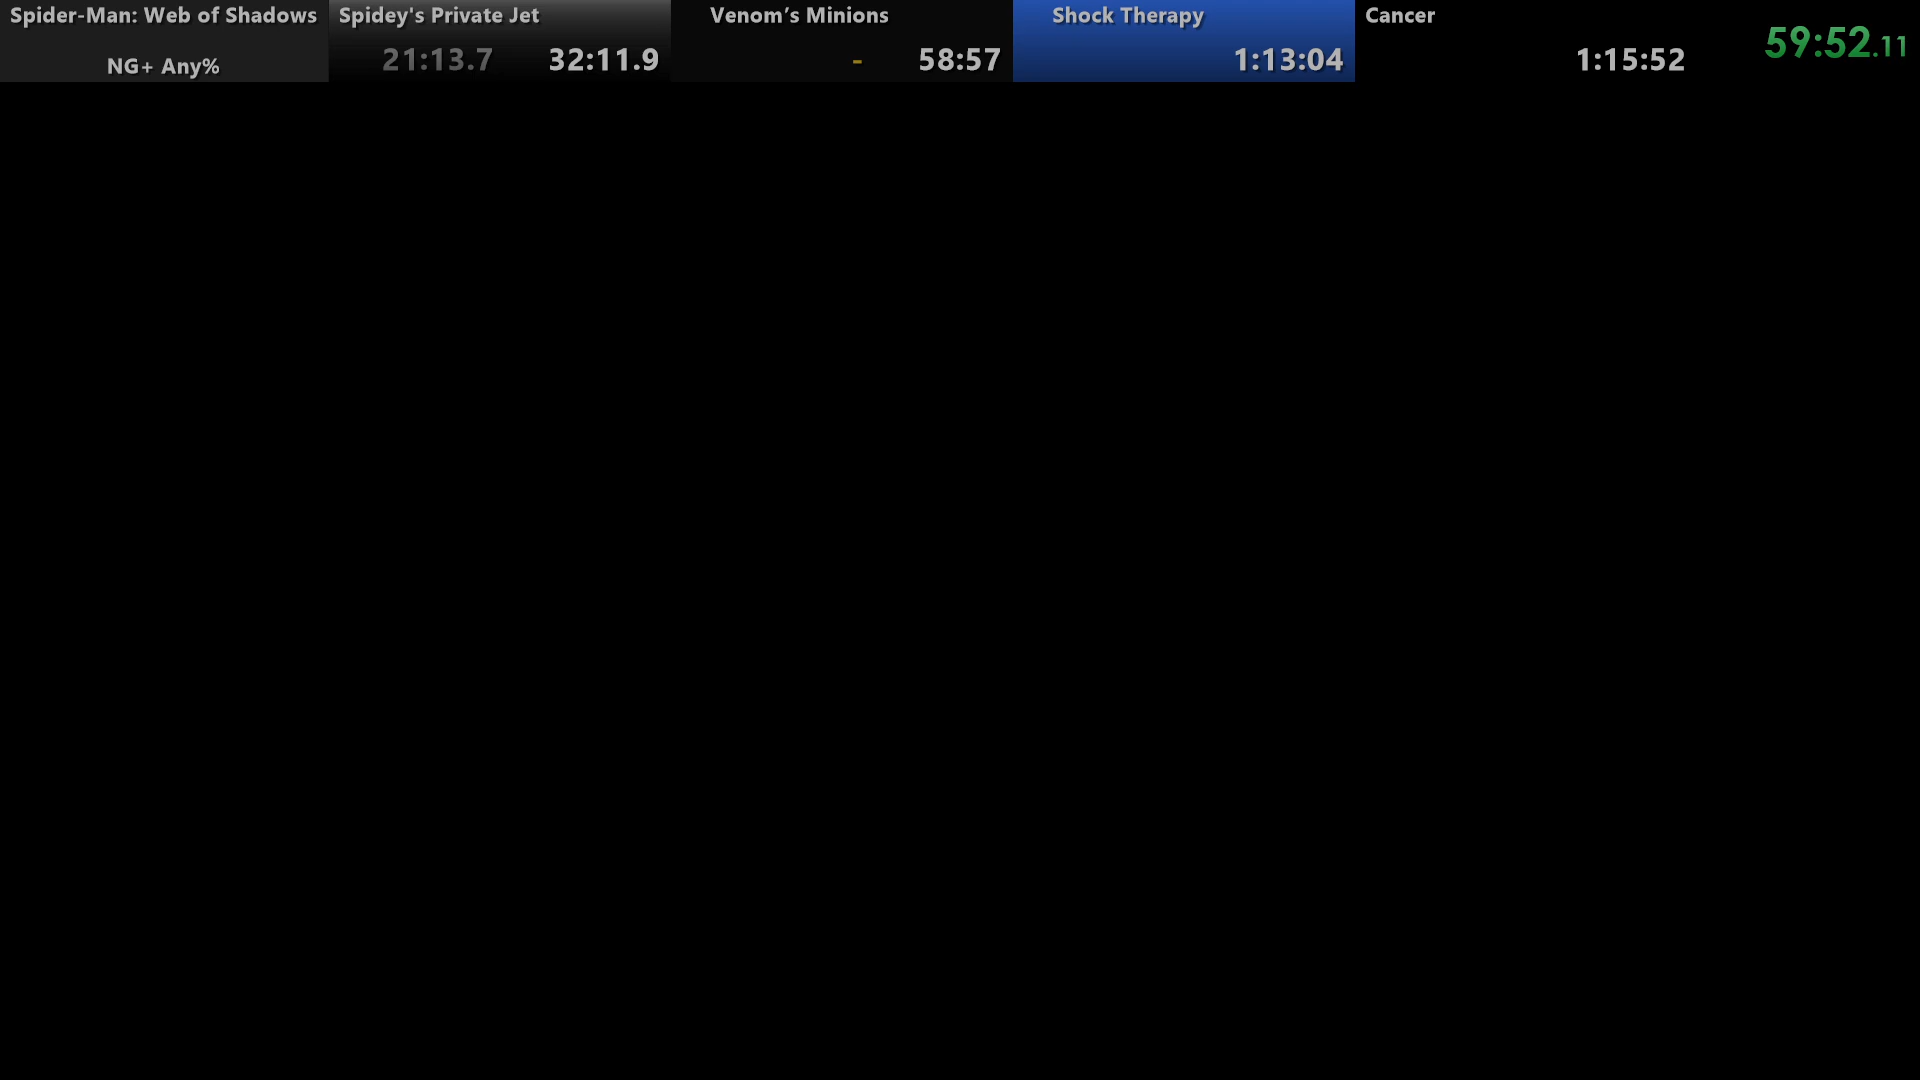 Spider-Man: Web of Shadows
NG+ Any%
Spidey's Private Jet
21:13.7 32:11.9
Venom’s Minions
- 58:57
Shock Therapy
1:13:04
Cancer
1:15:52
59:52.11